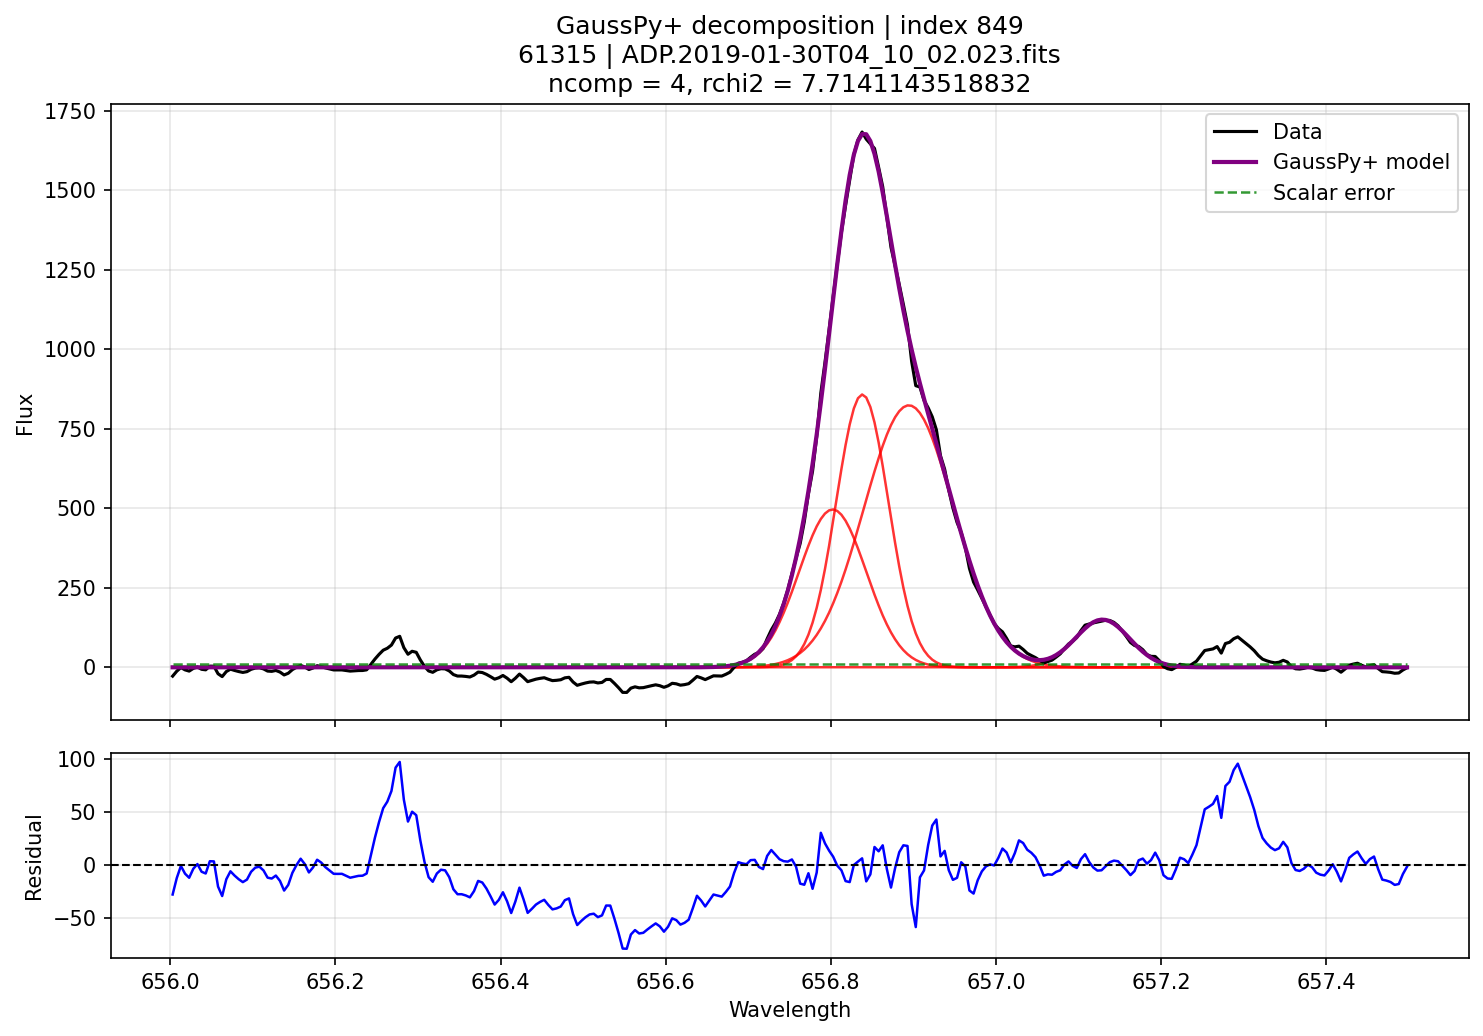 GaussPy+ decomposition | index 849
61315 | ADP.2019-01-30T04_10_02.023.fits
ncomp = 4, rchi2 = 7.7141143518832
Data
GaussPy+ model
Scalar error
Flux
1750
1500
1250
1000
750
500
250
0
Residual
100
50
0
−50
656.0
656.2
656.4
656.6
656.8
657.0
657.2
657.4
Wavelength